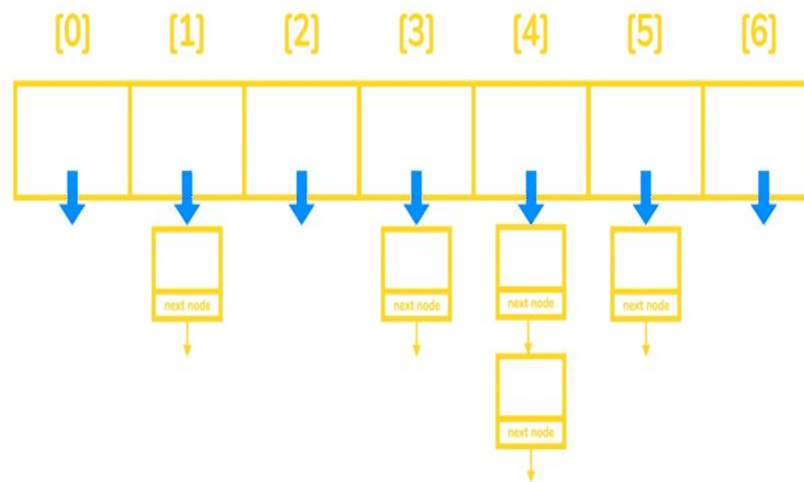 [0] [1] [2] [3] [4] [5] [6]
next node next node next node next node
next node